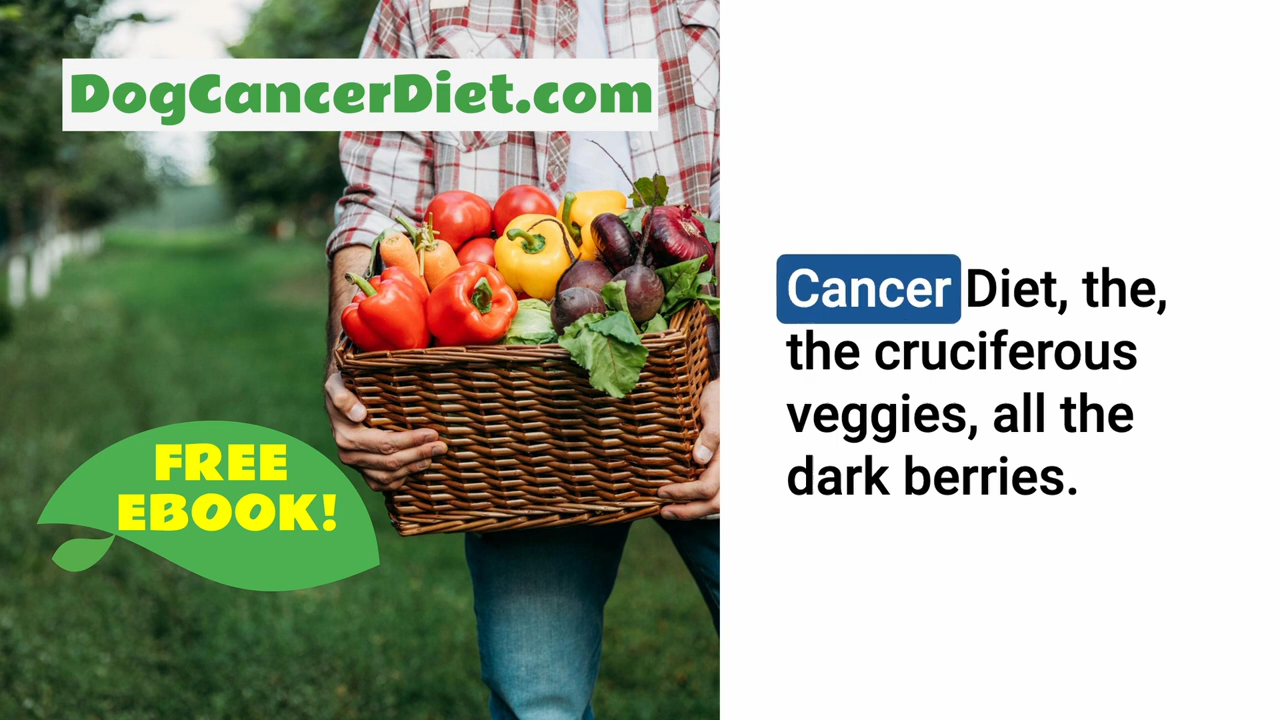 DogCancerDiet.com
FREE
EBOOK!
Cancer Diet, the,
the cruciferous
veggies, all the
dark berries.